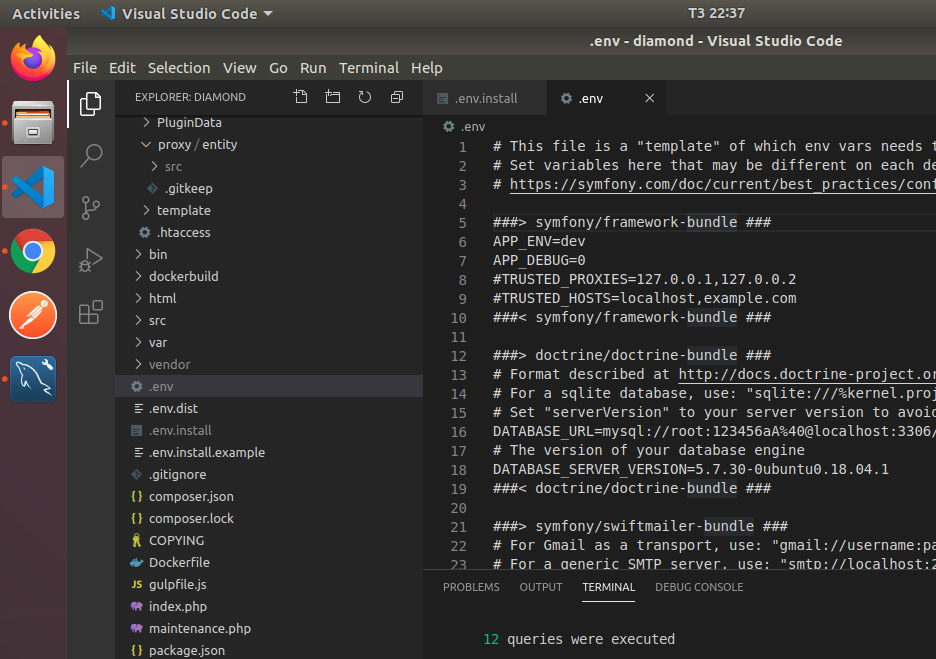 Activities
Visual Studio Code
T3 22:37
.env - diamond - Visual Studio Code
File Edit Selection View Go Run Terminal Help
EXPLORER: DIAMOND
PluginData
proxy / entity
src
.gitkeep
template
.htaccess
bin
dockerbuild
html
src
var
vendor
.env
.env.dist
.env.install
.env.install.example
.gitignore
{} composer.json
{} composer.lock
COPYING
Dockerfile
JS gulpfile.js
index.php
maintenance.php
{} package.json
.env.install
.env
.env
1 # This file is a "template" of which env vars needs
2 # Set variables here that may be different on each
3 # https://symfony.com/doc/current/best_practices/
4
5 ###> symfony/framework-bundle ###
6 APP_ENV=dev
7 APP_DEBUG=0
8 #TRUSTED_PROXIES=127.0.0.1,127.0.0.2
9 #TRUSTED_HOSTS=localhost,example.com
10 ###< symfony/framework-bundle ###
11
12 ###> doctrine/doctrine-bundle ###
13 # Format described at http://docs.doctrine-project.or
14 # For a sqlite database, use: "sqlite:///%kernel.proj
15 # Set "serverVersion" to your server version to avoid
16 DATABASE_URL=mysql://root:123456aA%40@localhost:3306/
17 # The version of your database engine
18 DATABASE_SERVER_VERSION=5.7.30-0ubuntu0.18.04.1
19 ###< doctrine/doctrine-bundle ###
20
21 ###> symfony/swiftmailer-bundle ###
22 # For Gmail as a transport, use: "gmail://username:pa
23 # For a generic SMTP server, use: "smtp://localhost:2
PROBLEMS OUTPUT TERMINAL DEBUG CONSOLE
12 queries were executed